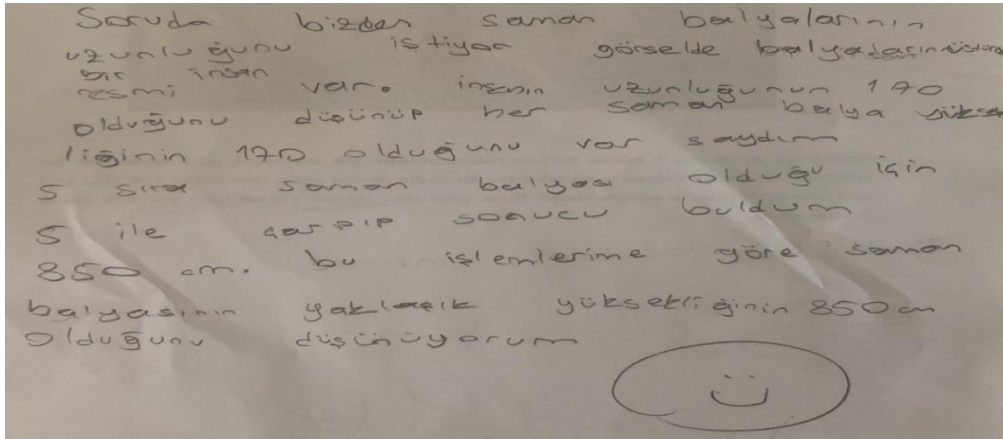 Soruda bizden saman balyalarının
uzunluğunu istiyor görselde balyaların üstünde
bir insan
resmi var. insanın uzunluğunun 170
olduğunu düşünüp her saman balya yüksek
liğinin 170 olduğunu var saydım
5 sıra saman balyası olduğu için
5 ile çarpıp sonucu buldum
850 cm. bu işlemlerime göre saman
balyasının yaklaşık yüksekliğinin 850 cm
olduğunu düşünüyorum